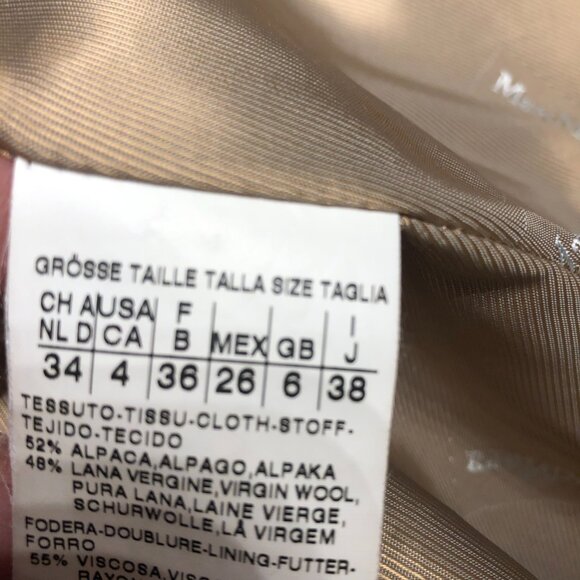 GRÖSSE TAILLE TALLA SIZE TAGLIA
CH A USA F I
NL D CA B MEX GB J
34 4 36 26 6 38
TESSUTO-TISSU-CLOTH-STOFF-
TEJIDO-TECIDO
52% ALPACA,ALPAGO,ALPAKA
48% LANA VERGINE,VIRGIN WOOL,
PURA LANA,LAINE VIERGE,
SCHURWOLLE,LÃ VIRGEM
FODERA-DOUBLURE-LINING-FUTTER-
FORRO
55% VISCOSA,